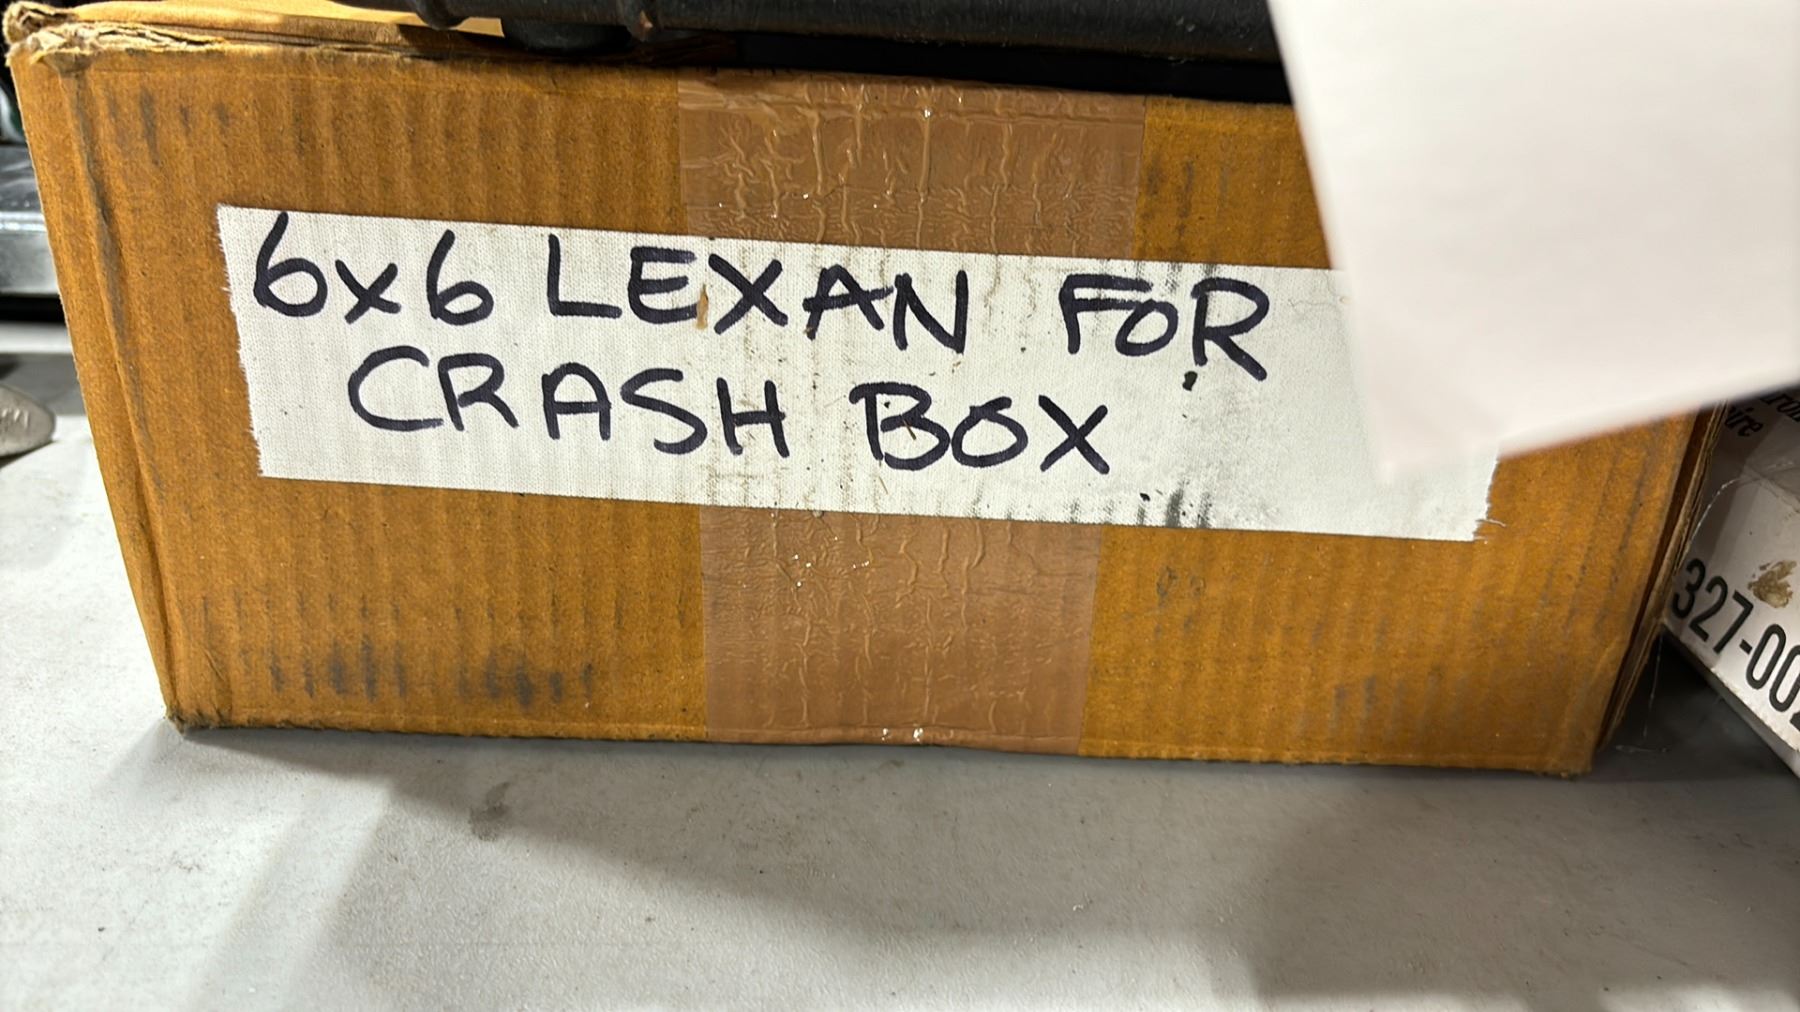 6x6 LEXAN FOR
CRASH BOX
327-00